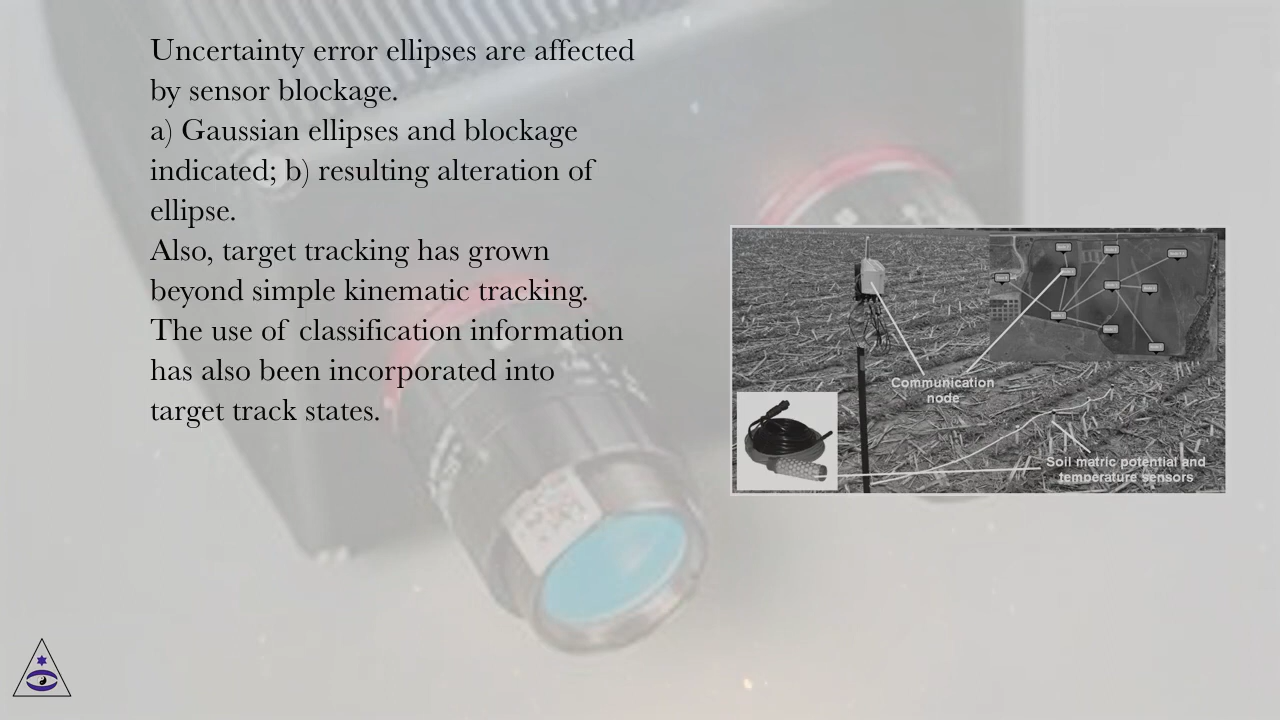 Uncertainty error ellipses are affected
by sensor blockage.
a) Gaussian ellipses and blockage
indicated; b) resulting alteration of
ellipse.
Also, target tracking has grown
beyond simple kinematic tracking.
The use of classification information
has also been incorporated into
target track states.
Communication
node
Soil matric potential and
temperature sensors